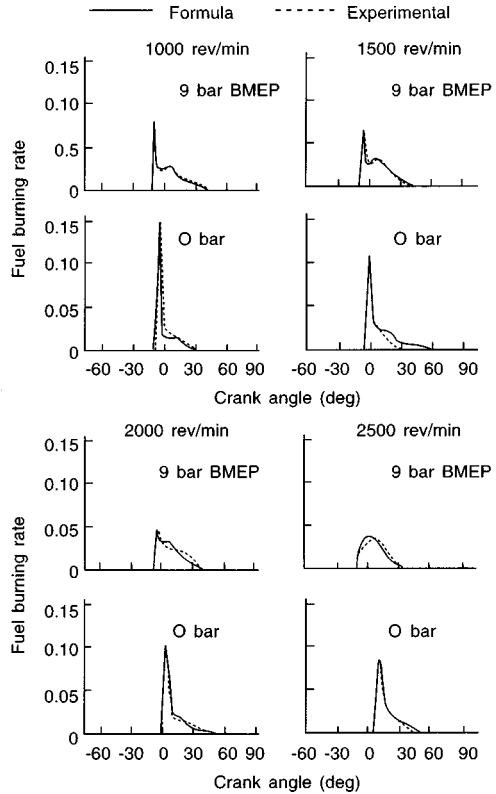 Formula Experimental
1000 rev/min 1500 rev/min
0.15
9 bar BMEP 9 bar BMEP
0.10
0.5
0
Fuel burning rate
0.15
O bar O bar
0.10
0.05
0
-60 -30 0 30 60 90 -60 -30 0 30 60 90
Crank angle (deg)
2000 rev/min 2500 rev/min
0.15
9 bar BMEP 9 bar BMEP
0.10
0.05
0
Fuel burning rate
0.15
O bar O bar
0.10
0.05
0
-60 -30 0 30 60 90 -60 -30 0 30 60 90
Crank angle (deg)